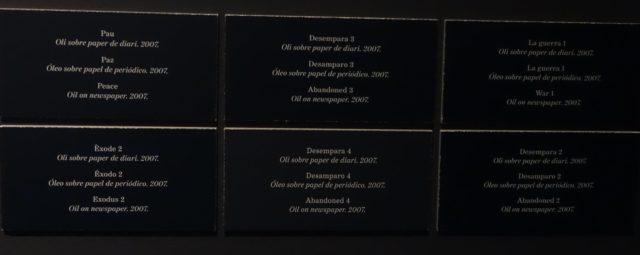 Pau
Oli sobre paper de diari. 2007.
Paz
Óleo sobre papel de periódico. 2007.
Peace
Oil on newspaper. 2007.
Desempara 3
Oli sobre paper de diari. 2007.
Desamparo 3
Óleo sobre papel de periódico. 2007.
Abandoned 3
Oil on newspaper. 2007.
La guerra 1
Oli sobre paper de diari. 2007.
La guerra 1
Óleo sobre papel de periódico. 2007.
War 1
Oil on newspaper. 2007.
Èxode 2
Oli sobre paper de diari. 2007.
Éxodo 2
Óleo sobre papel de periódico. 2007.
Exodus 2
Oil on newspaper. 2007.
Desempara 4
Oli sobre paper de diari. 2007.
Desamparo 4
Óleo sobre papel de periódico. 2007.
Abandoned 4
Oil on newspaper. 2007.
Desempara 2
Oli sobre paper de diari. 2007.
Desamparo 2
Óleo sobre papel de periódico. 2007.
Abandoned 2
Oil on newspaper. 2007.